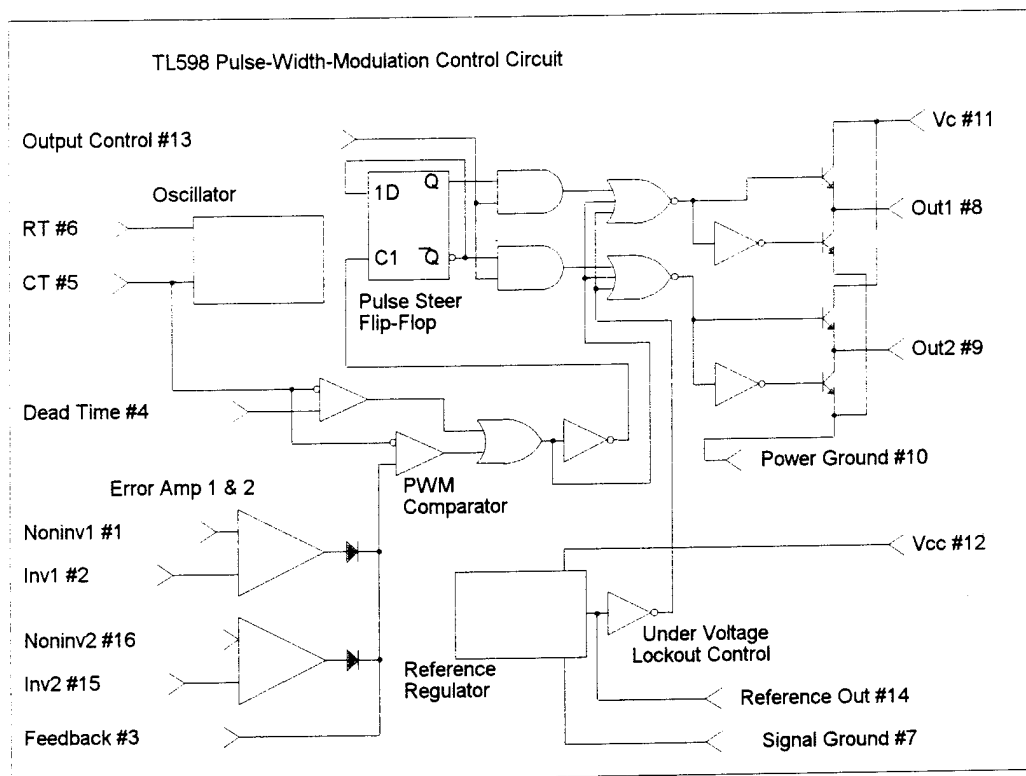 TL598 Pulse-Width-Modulation Control Circuit
Output Control #13
Vc #11
Oscillator
1D
Q
RT #6
Out1 #8
CT #5
C1
Q
Pulse Steer
Flip-Flop
Out2 #9
Dead Time #4
Power Ground #10
Error Amp 1 & 2
PWM
Comparator
Noninv1 #1
Vcc #12
Inv1 #2
Noninv2 #16
Under Voltage
Lockout Control
Inv2 #15
Reference
Regulator
Reference Out #14
Feedback #3
Signal Ground #7